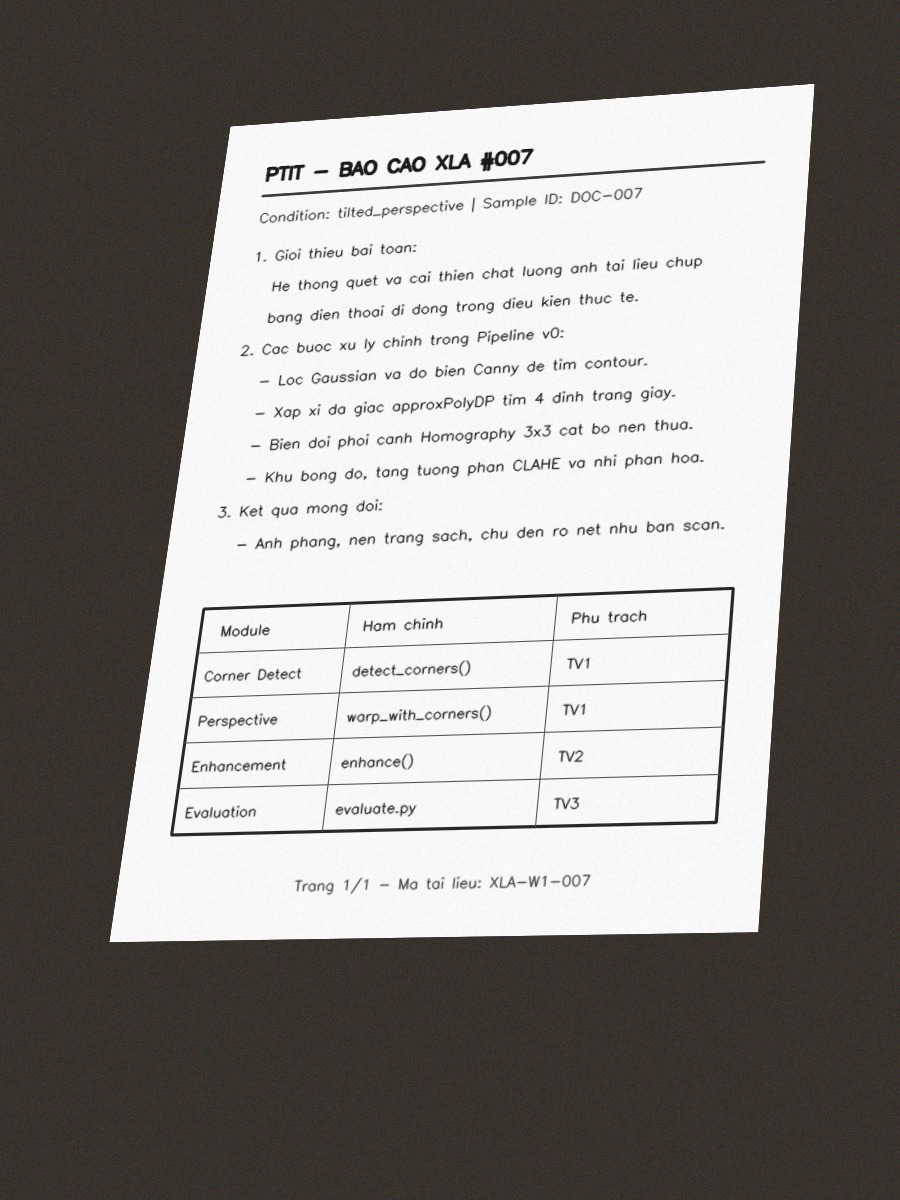 PTIT - BAO CAO XLA #007
Condition: tilted_perspective | Sample ID: DOC-007
1. Gioi thieu bai toan:
He thong quet va cai thien chat luong anh tai lieu chup
bang dien thoai di dong trong dieu kien thuc te.
2. Cac buoc xu ly chinh trong Pipeline v0:
- Loc Gaussian va do bien Canny de tim contour.
- Xap xi da giac approxPolyDP tim 4 dinh trang giay.
- Bien doi phoi canh Homography 3x3 cat bo nen thua.
- Khu bong do, tang tuong phan CLAHE va nhi phan hoa.
3. Ket qua mong doi:
- Anh phang, nen trang sach, chu den ro net nhu ban scan.
Module Ham chinh Phu trach
Corner Detect detect_corners() TV1
Perspective warp_with_corners() TV1
Enhancement enhance() TV2
Evaluation evaluate.py TV3
Trang 1/1 - Ma tai lieu: XLA-W1-007